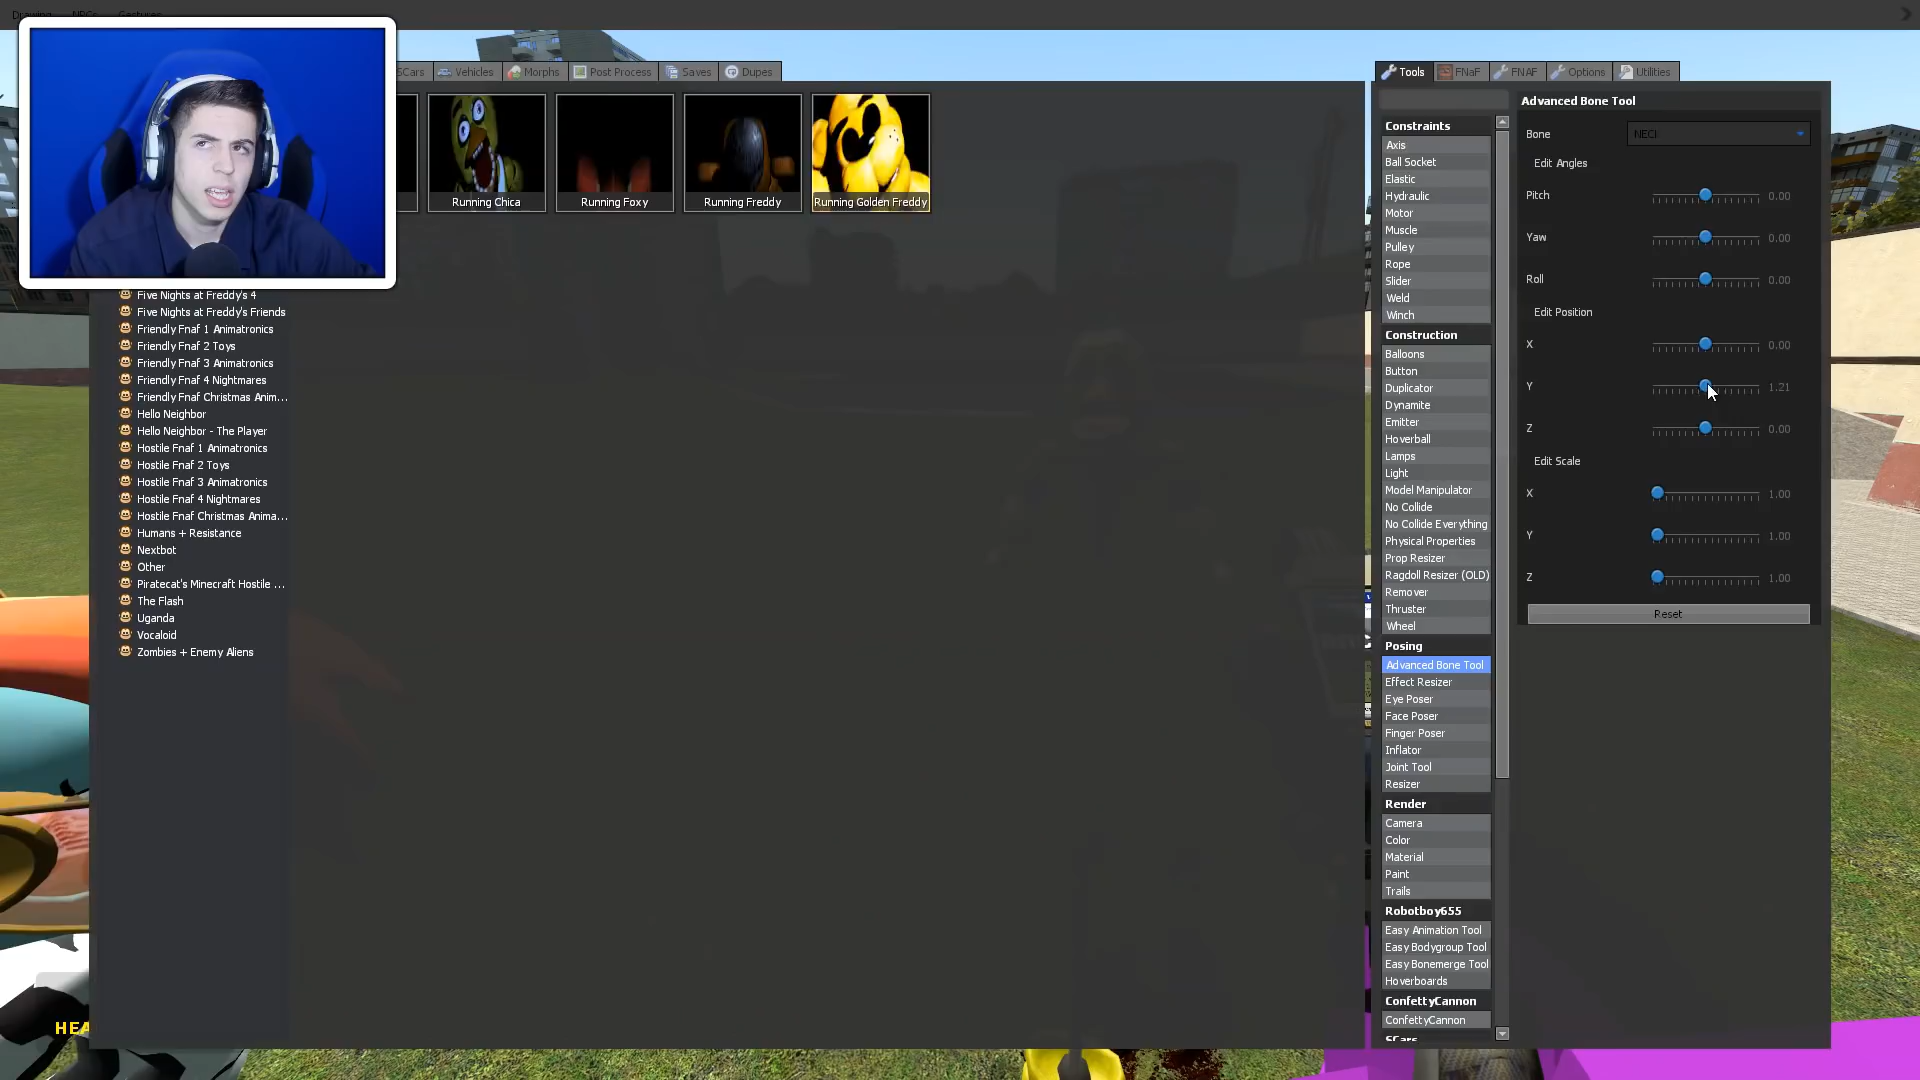 Drawing NPCs Gestures
SCars Vehicles Morphs Post Process Saves Dupes
Running Chica Running Foxy Running Freddy Running Golden Freddy
Five Nights at Freddy's 4
Five Nights at Freddy's Friends
Friendly Fnaf 1 Animatronics
Friendly Fnaf 2 Toys
Friendly Fnaf 3 Animatronics
Friendly Fnaf 4 Nightmares
Friendly Fnaf Christmas Anim...
Hello Neighbor
Hello Neighbor - The Player
Hostile Fnaf 1 Animatronics
Hostile Fnaf 2 Toys
Hostile Fnaf 3 Animatronics
Hostile Fnaf 4 Nightmares
Hostile Fnaf Christmas Anima...
Humans + Resistance
Nextbot
Other
Piratecat's Minecraft Hostile ...
The Flash
Uganda
Vocaloid
Zombies + Enemy Aliens
HEA
Tools FNaF FNAF Options Utilities
Constraints
Axis
Ball Socket
Elastic
Hydraulic
Motor
Muscle
Pulley
Rope
Slider
Weld
Winch
Construction
Balloons
Button
Duplicator
Dynamite
Emitter
Hoverball
Lamps
Light
Model Manipulator
No Collide
No Collide Everything
Physical Properties
Prop Resizer
Ragdoll Resizer (OLD)
Remover
Thruster
Wheel
Posing
Advanced Bone Tool
Effect Resizer
Eye Poser
Face Poser
Finger Poser
Inflator
Joint Tool
Resizer
Render
Camera
Color
Material
Paint
Trails
Robotboy655
Easy Animation Tool
Easy Bodygroup Tool
Easy Bonemerge Tool
Hoverboards
ConfettyCannon
ConfettyCannon
SCars
Advanced Bone Tool
Bone
Edit Angles
Pitch 0.00
Yaw 0.00
Roll 0.00
Edit Position
X 0.00
Y 1.21
Z 0.00
Edit Scale
X 1.00
Y 1.00
Z 1.00
Reset